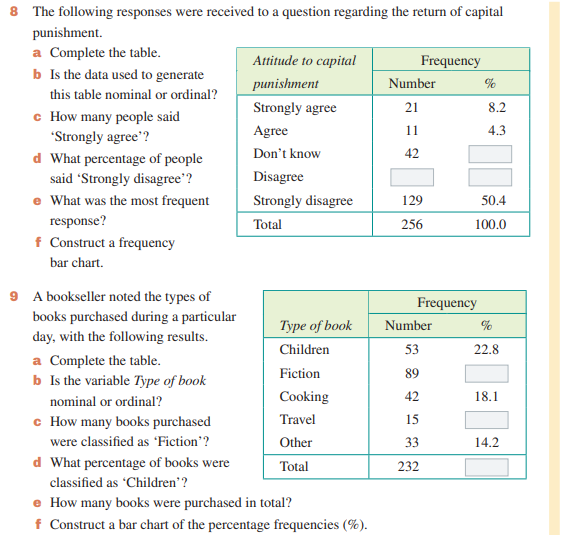 8 The following responses were received to a question regarding the return of capital
punishment.
a Complete the table.
b Is the data used to generate
this table nominal or ordinal?
c How many people said
‘Strongly agree’?
d What percentage of people
said ‘Strongly disagree’?
e What was the most frequent
response?
f Construct a frequency
bar chart.
Attitude to capital punishment Frequency
Number %
Strongly agree 21 8.2
Agree 11 4.3
Don’t know 42
Disagree
Strongly disagree 129 50.4
Total 256 100.0
9 A bookseller noted the types of
books purchased during a particular
day, with the following results.
a Complete the table.
b Is the variable Type of book
nominal or ordinal?
c How many books purchased
were classified as ‘Fiction’?
d What percentage of books were
classified as ‘Children’?
e How many books were purchased in total?
f Construct a bar chart of the percentage frequencies (%).
Frequency
Type of book Number %
Children 53 22.8
Fiction 89
Cooking 42 18.1
Travel 15
Other 33 14.2
Total 232